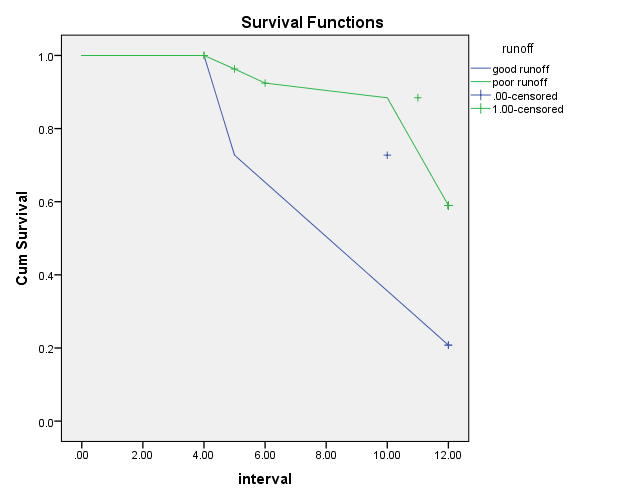 Survival Functions
runoff
good runoff
poor runoff
.00-censored
1.00-censored
Cum Survival
1.0
0.8
0.6
0.4
0.2
0.0
.00 2.00 4.00 6.00 8.00 10.00 12.00
interval